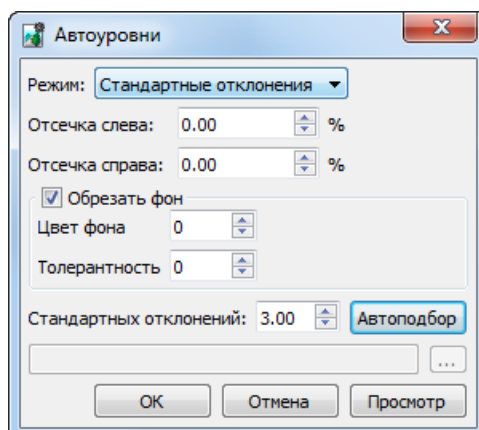 Автоуровни
Режим: Стандартные отклонения
Отсечка слева: 0.00 %
Отсечка справа: 0.00 %
Обрезать фон
Цвет фона 0
Толерантность 0
Стандартных отклонений: 3.00 Автоподбор
...
OK Отмена Просмотр